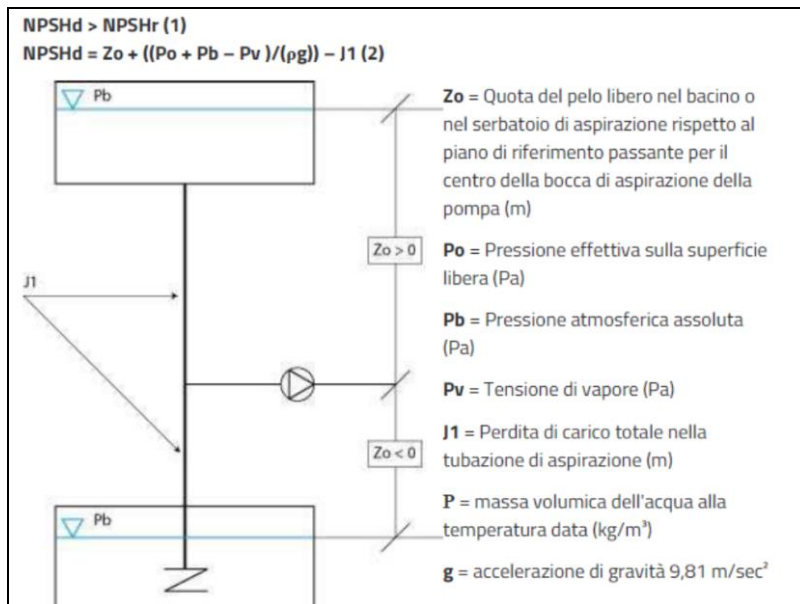 NPSHd > NPSHr (1)
NPSHd = Zo + ((Po + Pb – Pv )/(ρg)) – J1 (2)
Pb
Zo = Quota del pelo libero nel bacino o
nel serbatoio di aspirazione rispetto al
piano di riferimento passante per il
centro della bocca di aspirazione della
pompa (m)
Zo > 0
Po = Pressione effettiva sulla superficie
libera (Pa)
J1
Pb = Pressione atmosferica assoluta
(Pa)
Pv = Tensione di vapore (Pa)
Zo < 0
J1 = Perdita di carico totale nella
tubazione di aspirazione (m)
Pb
P = massa volumica dell'acqua alla
temperatura data (kg/m³)
g = accelerazione di gravità 9,81 m/sec²